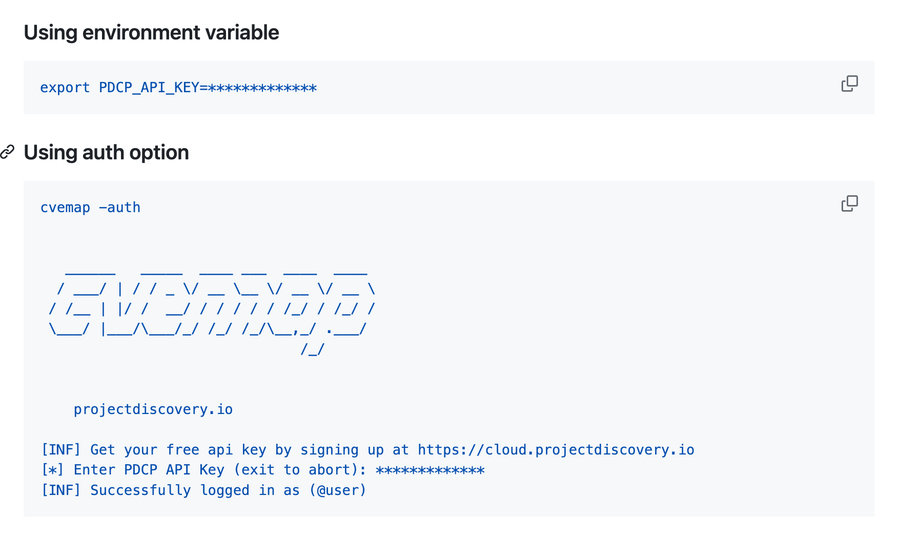 Using environment variable
export PDCP_API_KEY=*************
Using auth option
cvemap -auth
   ______   _____  ____ ___  ____  ____
  / ___/ | / / _ \/ __ \__ \/ __ \/ __ \
 / /__ | |/ /  __/ / / / / / /_/ / /_/ /
 \___/ |___/\___/_/ /_/ /_/\__,_/ .___/
                               /_/
    projectdiscovery.io
[INF] Get your free api key by signing up at https://cloud.projectdiscovery.io
[*] Enter PDCP API Key (exit to abort): *************
[INF] Successfully logged in as (@user)